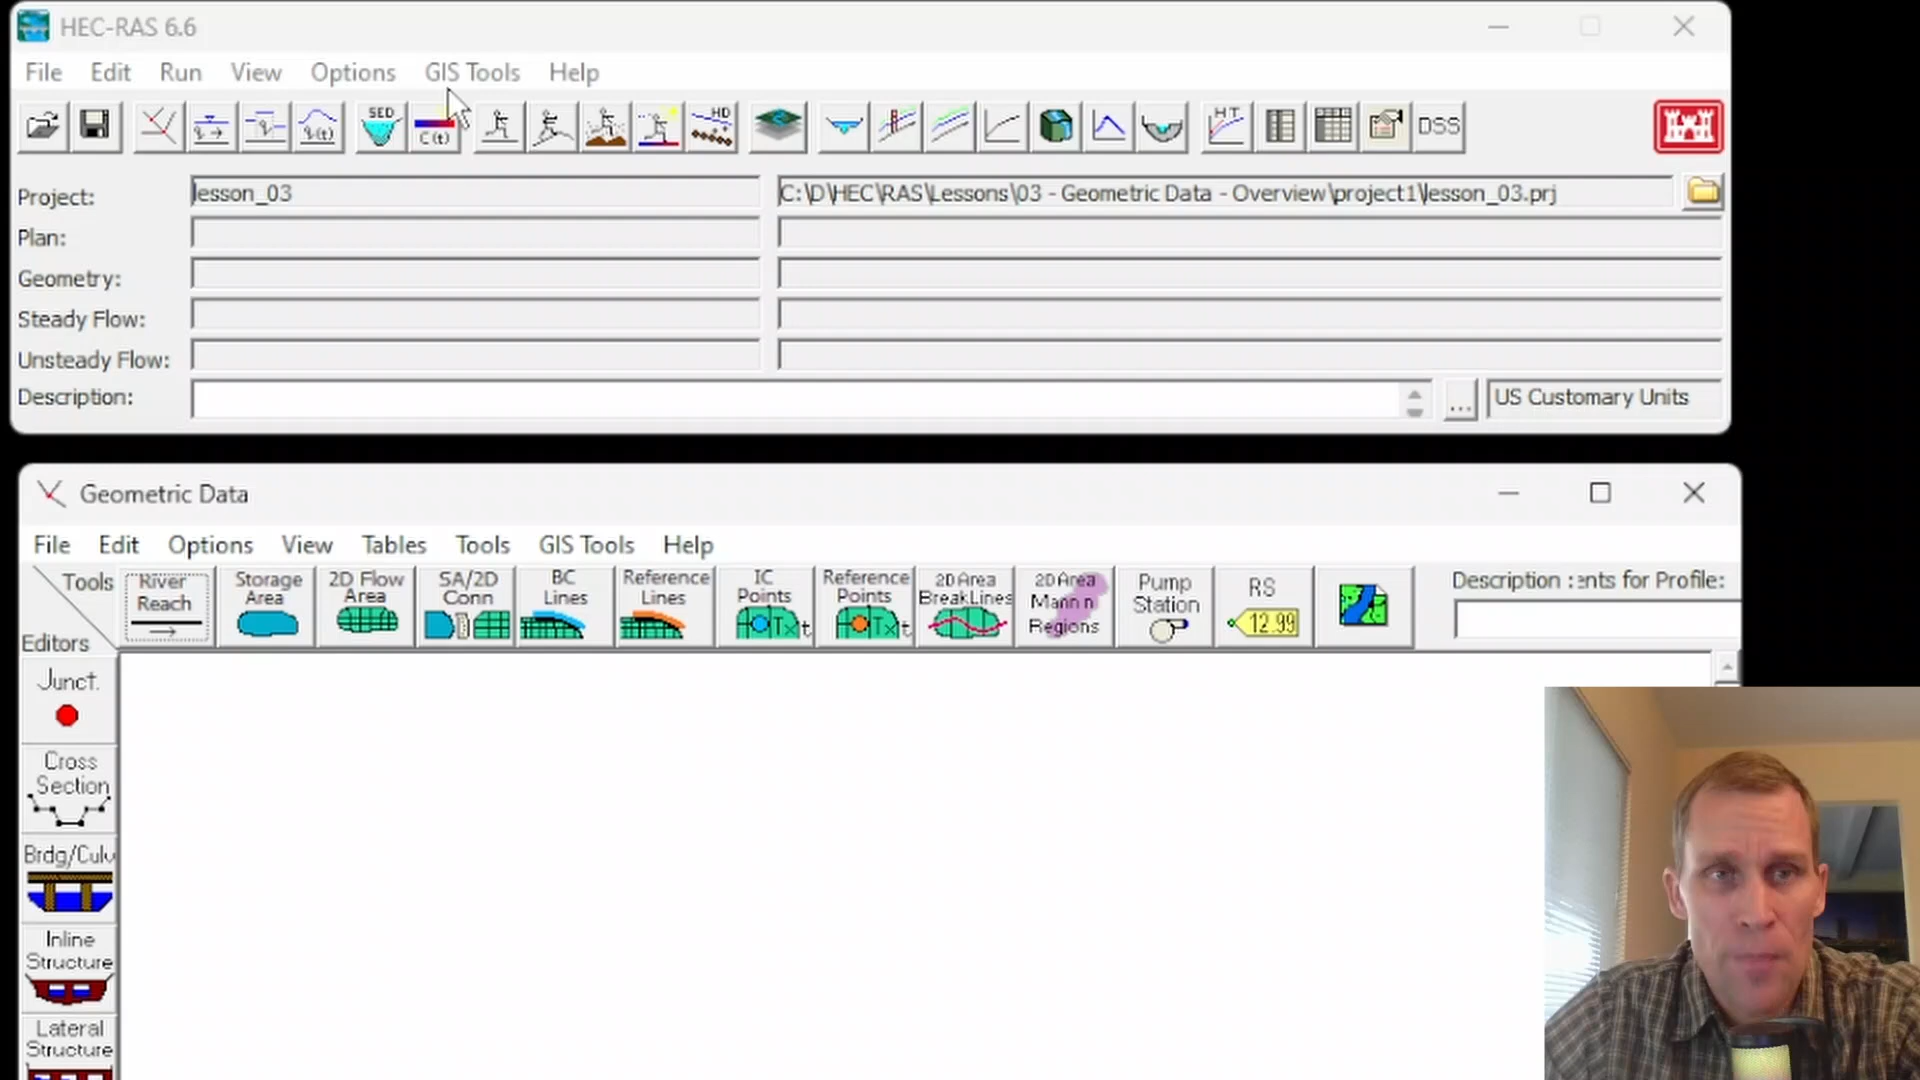 HEC-RAS 6.6
File Edit Run View Options GIS Tools Help
SED C(t) HD HT DSS
Project: lesson_03 C:\D\HEC\RAS\Lessons\03 - Geometric Data - Overview\project1\lesson_03.prj
Plan:
Geometry:
Steady Flow:
Unsteady Flow:
Description: ... US Customary Units
Geometric Data
File Edit Options View Tables Tools GIS Tools Help
Tools
Editors
River
Reach
Storage
Area
2D Flow
Area
SA/2D
Conn
BC
Lines
Reference
Lines
IC
Points
Reference
Points
2D Area
BreakLines
2D Area
Mann n
Regions
Pump
Station
RS
12.99
Description :
ents for Profile:
Junct.
Cross
Section
Brdg/Culv
Inline
Structure
Lateral
Structure